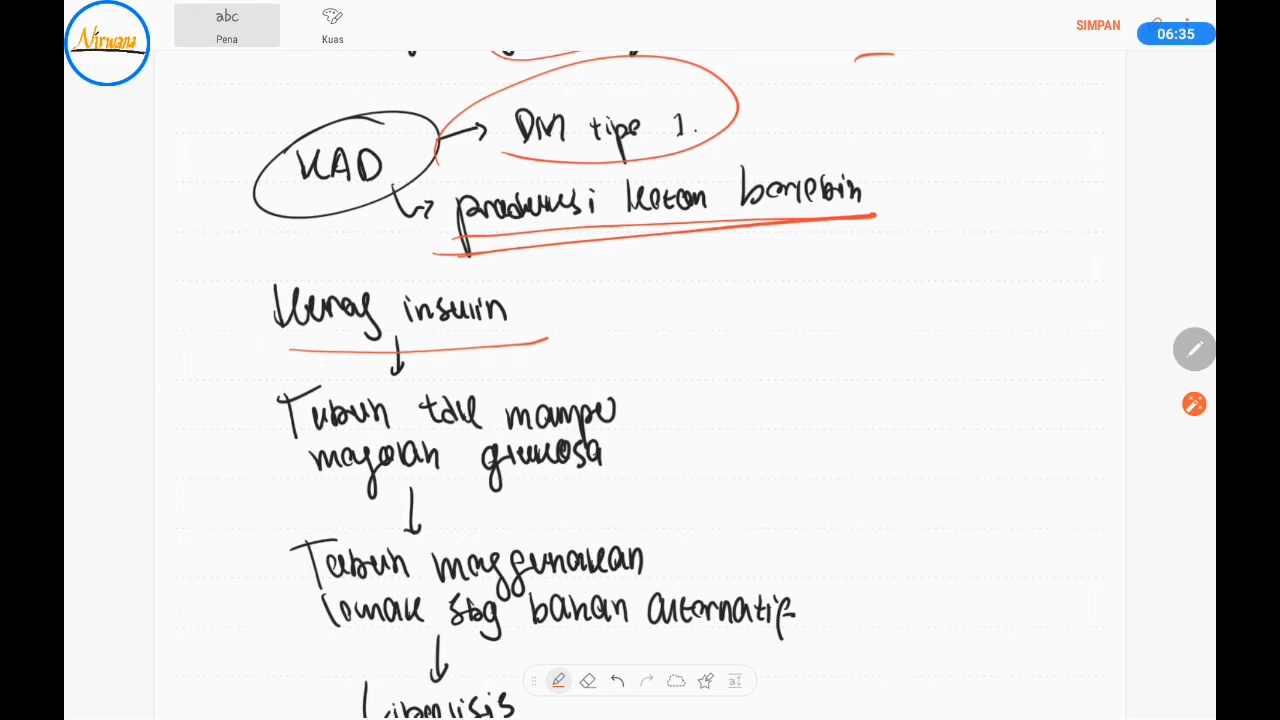 Nirwana
abc
Pena
Kuas
SIMPAN
06:35
KAD → DM tipe 1.
↳ produksi keton berlebih
Kurang insulin
↓
Tubuh tdk mampu
mengolah glukosa
↓
Tubuh menggunakan
lemak sbg bahan alternatif
↓
Lipolisis